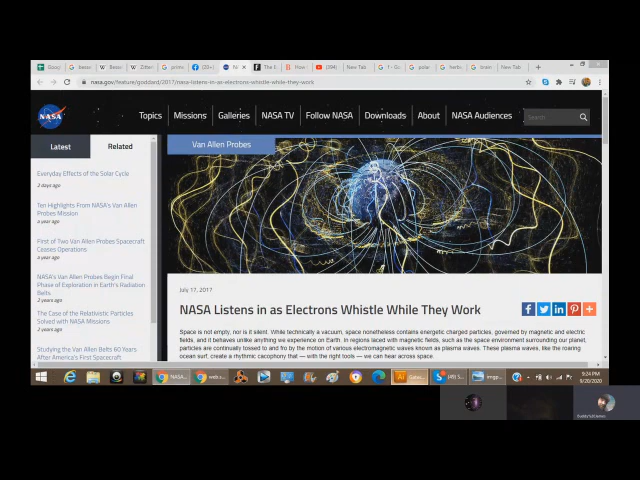 nasa.gov/feature/goddard/2017/nasa-listens-in-as-electrons-whistle-while-they-work
NASA
Topics
Missions
Galleries
NASA TV
Follow NASA
Downloads
About
NASA Audiences
Search
Latest
Related
Van Allen Probes
Everyday Effects of the Solar Cycle
2 days ago
Ten Highlights From NASA's Van Allen
Probes Mission
a year ago
First of Two Van Allen Probes Spacecraft
Ceases Operations
a year ago
NASA's Van Allen Probes Begin Final
Phase of Exploration in Earth's Radiation
Belts
2 years ago
The Case of the Relativistic Particles
Solved with NASA Missions
2 years ago
Studying the Van Allen Belts 60 Years
After America's First Spacecraft
July 17, 2017
NASA Listens in as Electrons Whistle While They Work
Space is not empty, nor is it silent. While technically a vacuum, space nonetheless contains energetic charged particles, governed by magnetic and electric
fields, and it behaves unlike anything we experience on Earth. In regions laced with magnetic fields, such as the space environment surrounding our planet,
particles are continually tossed to and fro by the motion of various electromagnetic waves known as plasma waves. These plasma waves, like the roaring
ocean surf, create a rhythmic cacophony that — with the right tools — we can hear across space.
NASA
9:24 PM
9/20/2020